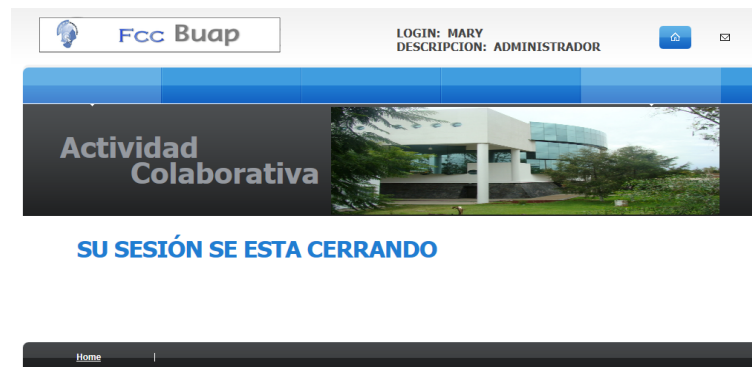 Fcc Buap
LOGIN: MARY
DESCRIPCION: ADMINISTRADOR
Actividad
Colaborativa
SU SESIÓN SE ESTA CERRANDO
Home |